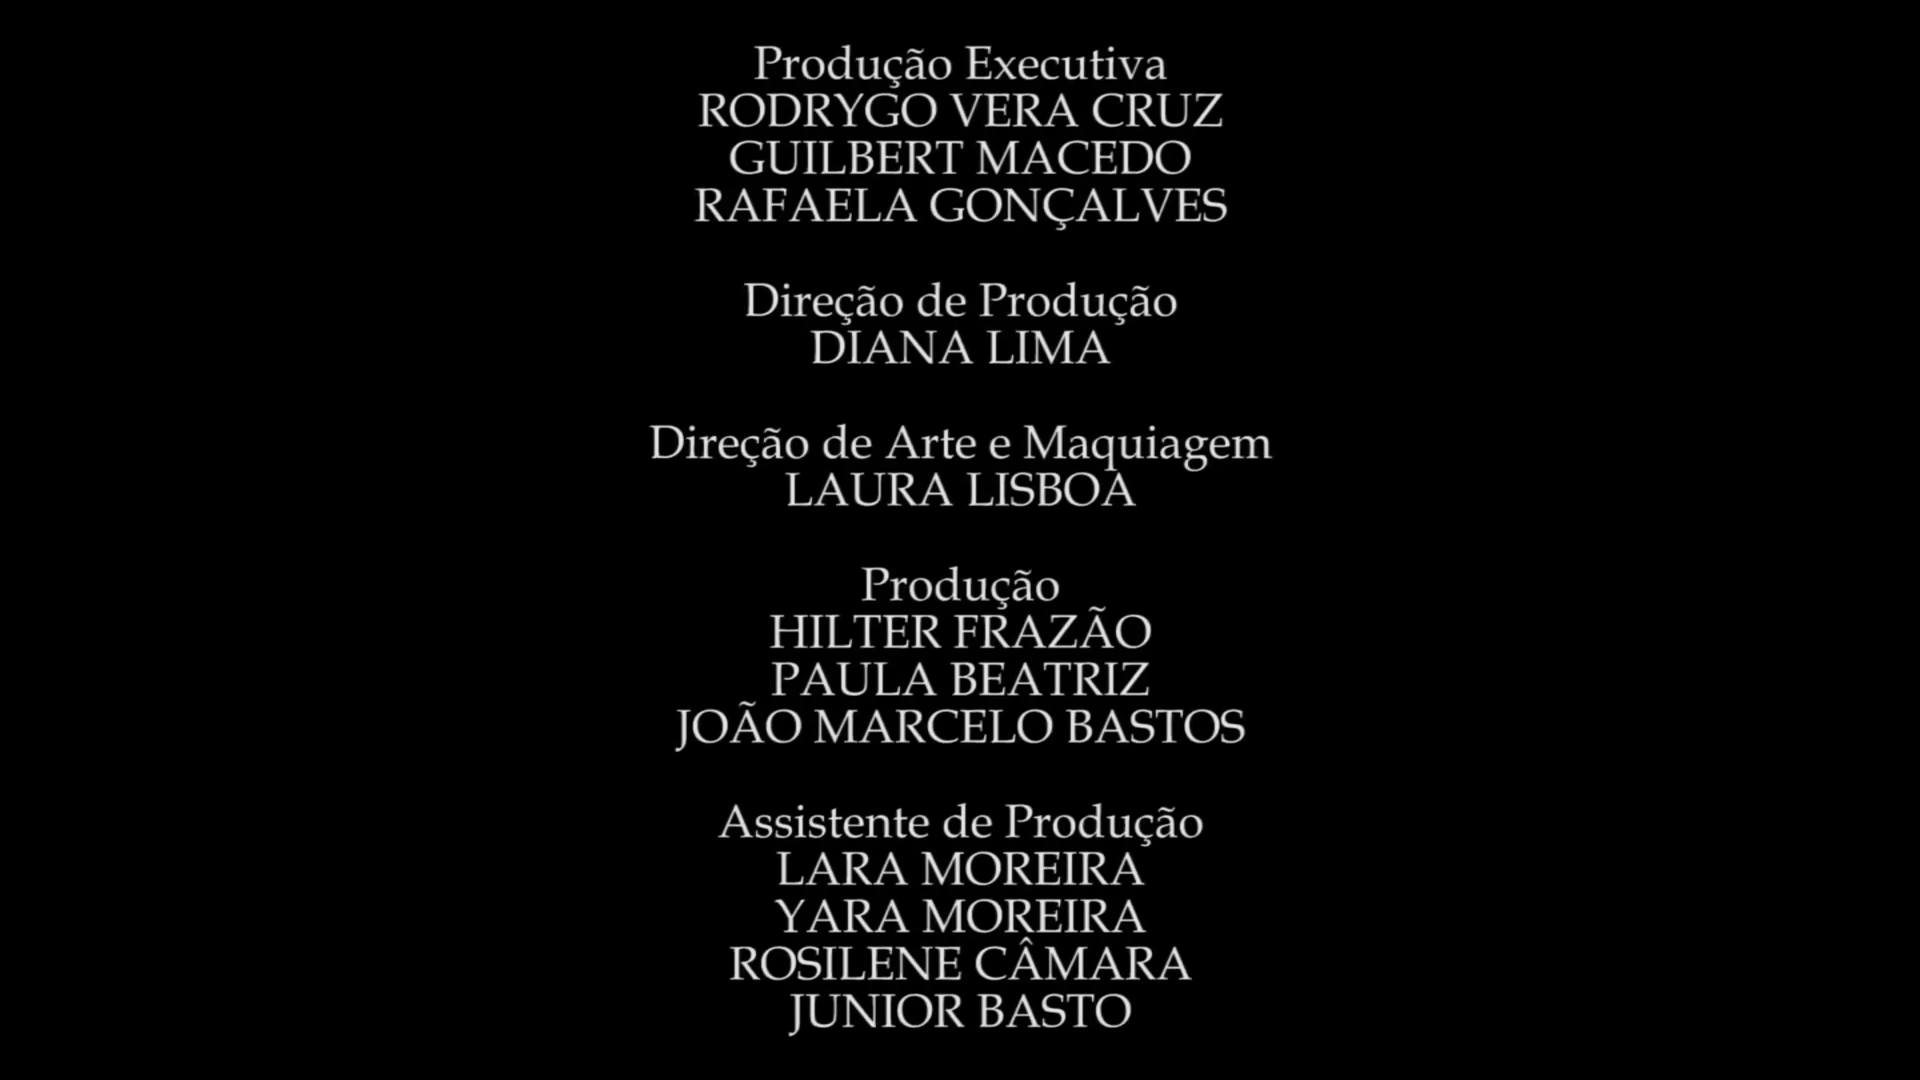 Produção Executiva
RODRYGO VERA CRUZ
GUILBERT MACEDO
RAFAELA GONÇALVES
Direção de Produção
DIANA LIMA
Direção de Arte e Maquiagem
LAURA LISBOA
Produção
HILTER FRAZÃO
PAULA BEATRIZ
JOÃO MARCELO BASTOS
Assistente de Produção
LARA MOREIRA
YARA MOREIRA
ROSILENE CÂMARA
JUNIOR BASTO